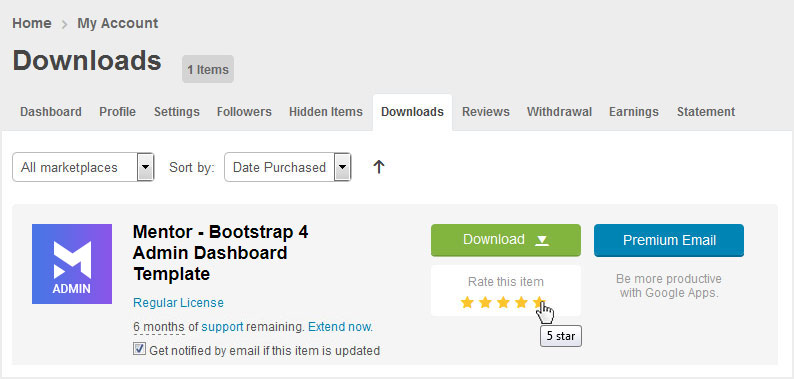 Home > My Account
Downloads 1 Items
Dashboard Profile Settings Followers Hidden Items Downloads Reviews Withdrawal Earnings Statement
All marketplaces Sort by: Date Purchased
Mentor - Bootstrap 4
Admin Dashboard
Template
ADMIN
Regular License
6 months of support remaining. Extend now.
Get notified by email if this item is updated
Download
Rate this item
5 star
Premium Email
Be more productive
with Google Apps.